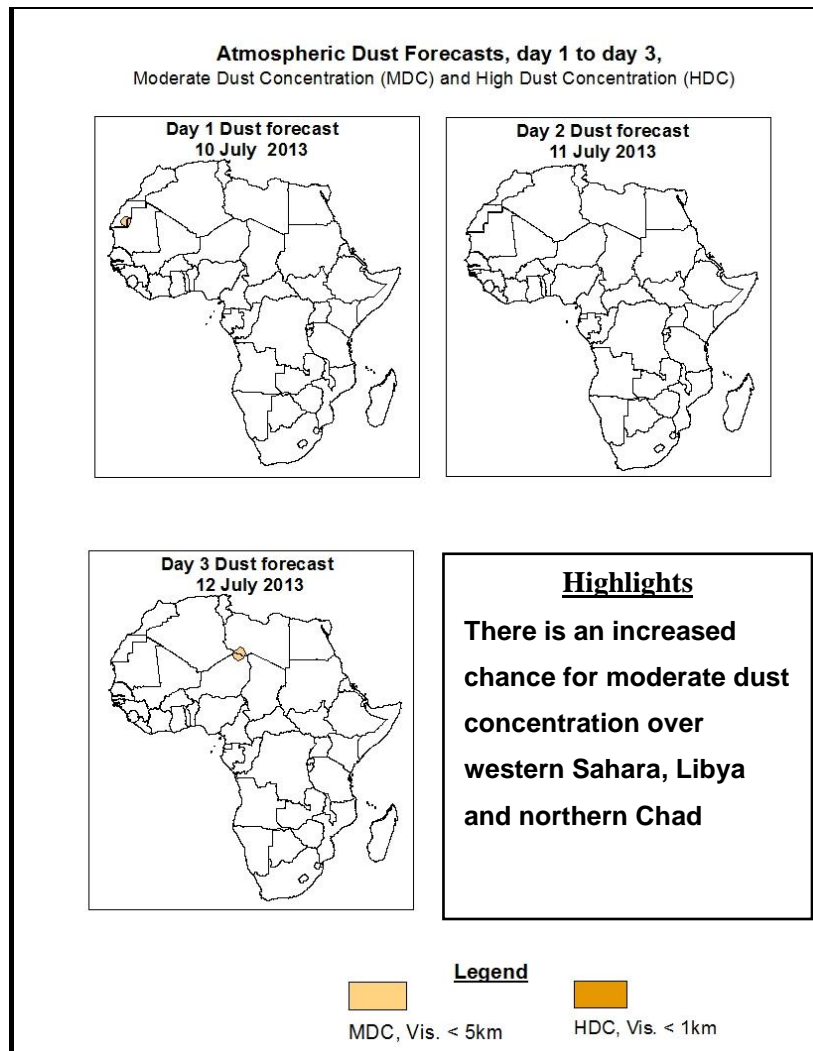 Atmospheric Dust Forecasts, day 1 to day 3,
Moderate Dust Concentration (MDC) and High Dust Concentration (HDC)
Day 1 Dust forecast
10 July 2013
Day 2 Dust forecast
11 July 2013
Day 3 Dust forecast
12 July 2013
Highlights
There is an increased
chance for moderate dust
concentration over
western Sahara, Libya
and northern Chad
Legend
MDC, Vis. < 5km
HDC, Vis. < 1km